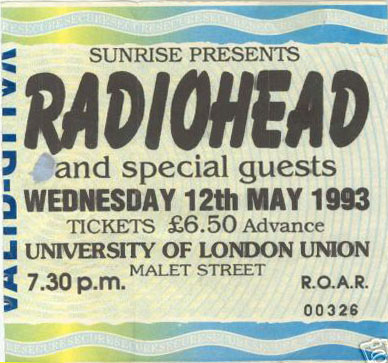 SUNRISE PRESENTS
RADIOHEAD
and special guests
WEDNESDAY 12th MAY 1993
TICKETS £6.50 Advance
UNIVERSITY OF LONDON UNION
MALET STREET
7.30 p.m.
R.O.A.R.
00326